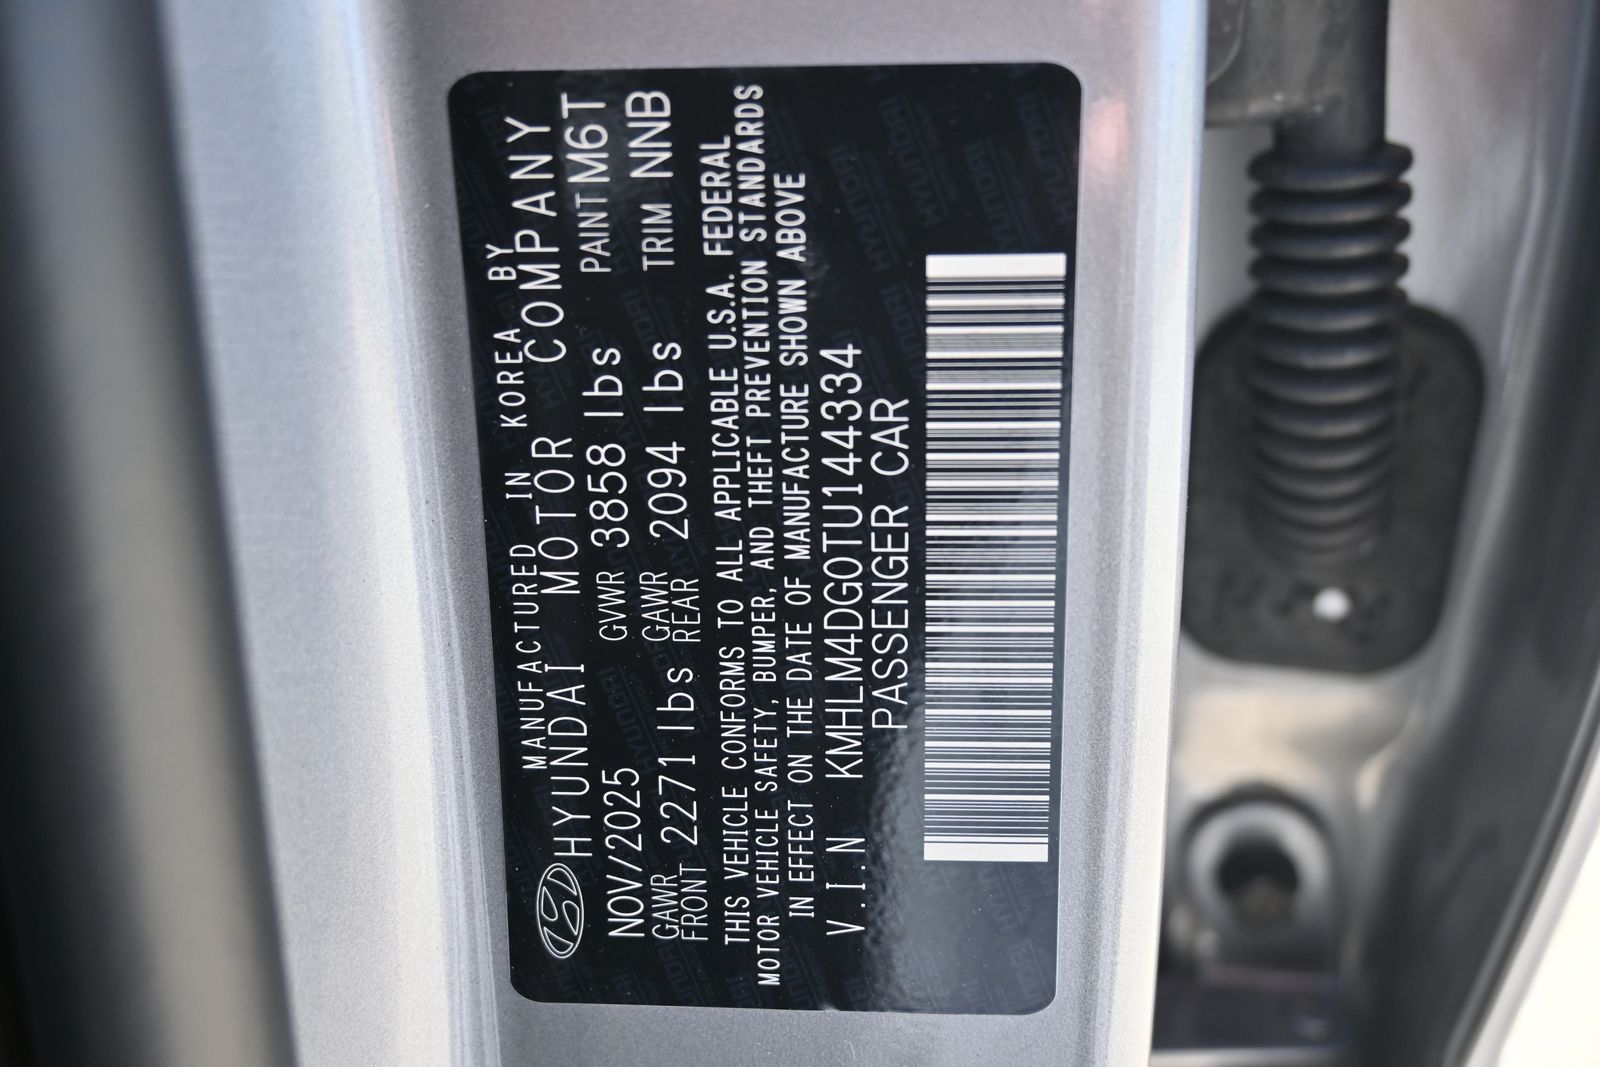 MANUFACTURED IN KOREA BY
HYUNDAI MOTOR COMPANY
NOV/2025 GVWR 3858 lbs PAINT M6T
GAWR FRONT 2271 lbs GAWR REAR 2094 lbs TRIM NNB
THIS VEHICLE CONFORMS TO ALL APPLICABLE U.S.A. FEDERAL
MOTOR VEHICLE SAFETY, BUMPER, AND THEFT PREVENTION STANDARDS
IN EFFECT ON THE DATE OF MANUFACTURE SHOWN ABOVE
V.I.N KMHLM4DG0TU144334
PASSENGER CAR